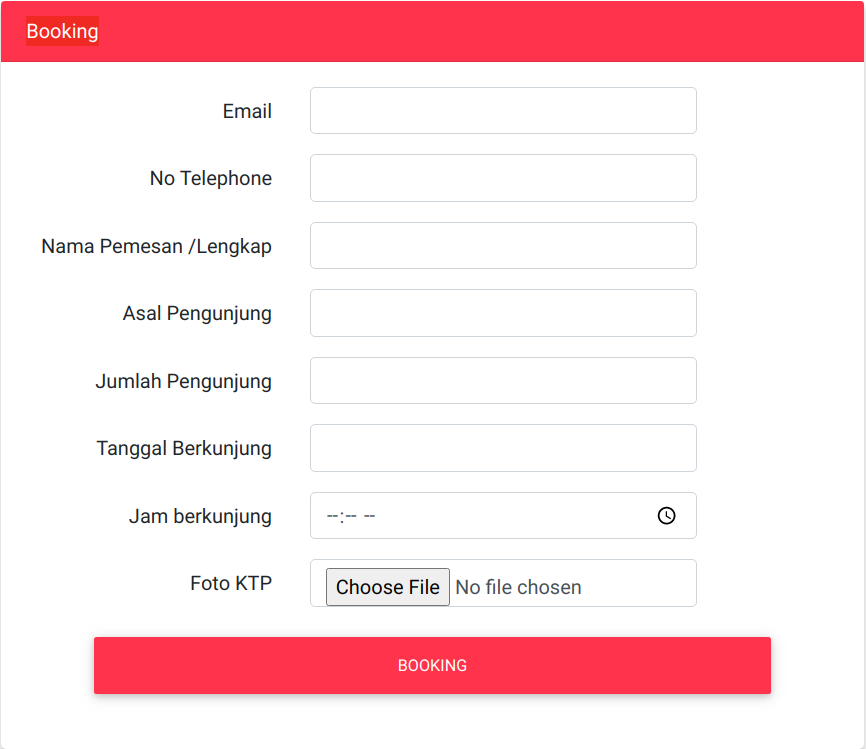 Booking
Email
No Telephone
Nama Pemesan /Lengkap
Asal Pengunjung
Jumlah Pengunjung
Tanggal Berkunjung
Jam berkunjung --:-- --
Foto KTP Choose File No file chosen
BOOKING